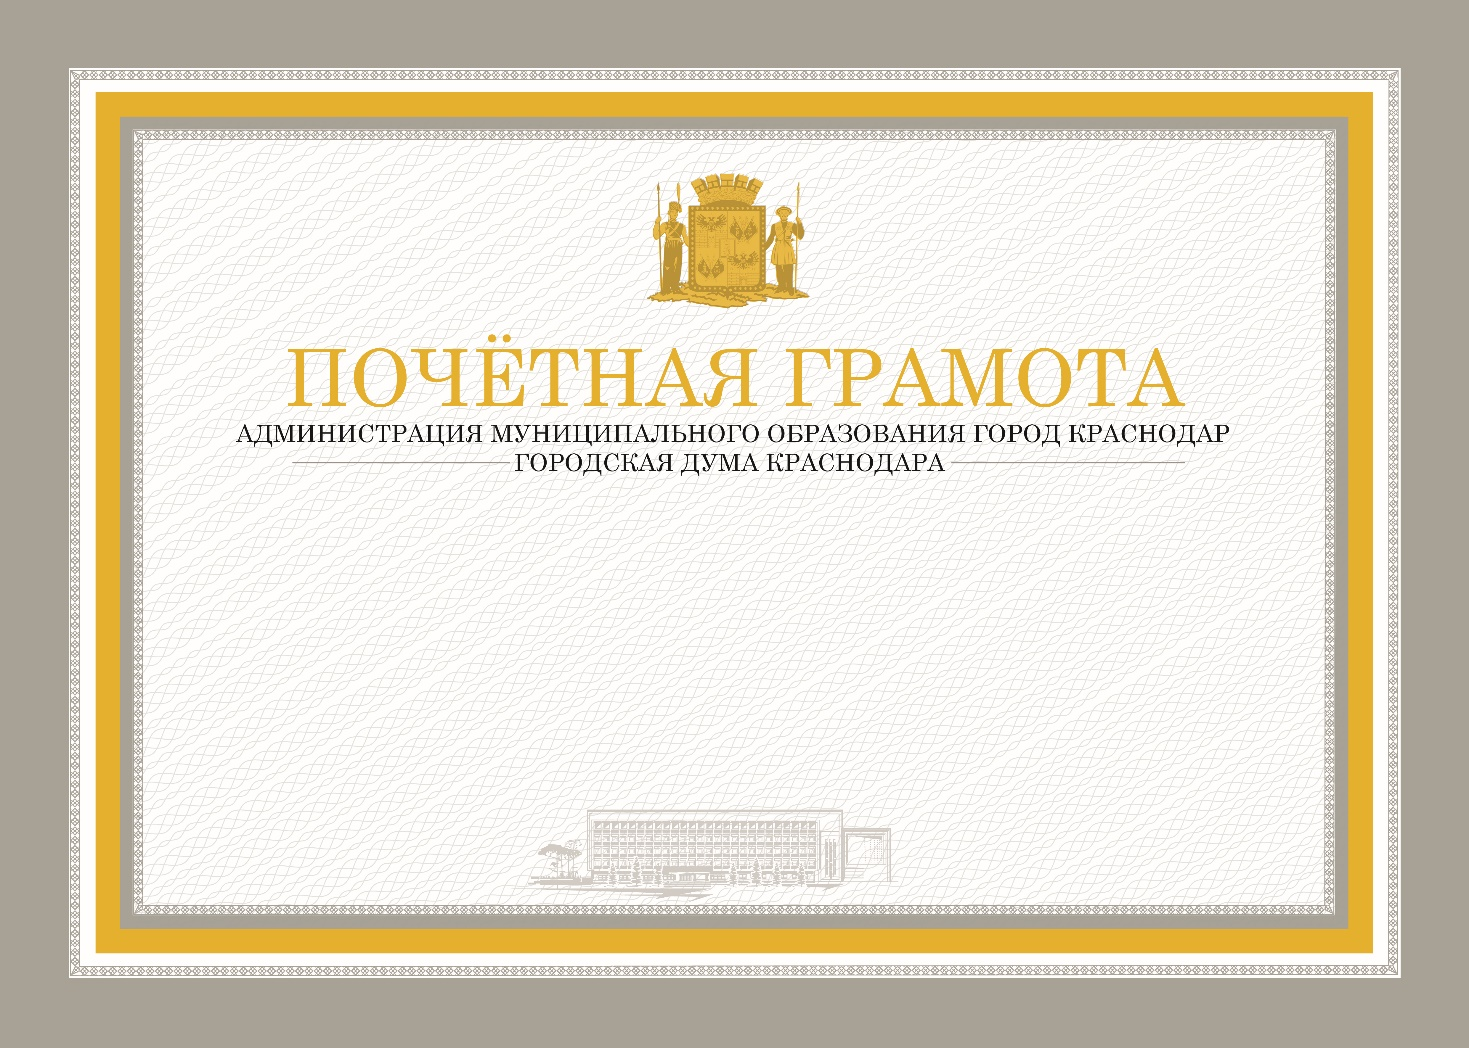 ПОЧЁТНАЯ ГРАМОТА
АДМИНИСТРАЦИЯ МУНИЦИПАЛЬНОГО ОБРАЗОВАНИЯ ГОРОД КРАСНОДАР
ГОРОДСКАЯ ДУМА КРАСНОДАРА